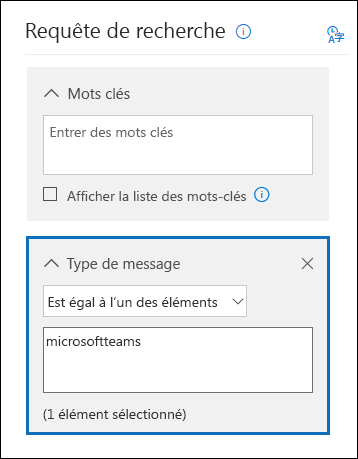 Requête de recherche
Mots clés
Entrer des mots clés
Afficher la liste des mots-clés
Type de message
Est égal à l’un des éléments
microsoftteams
(1 élément sélectionné)